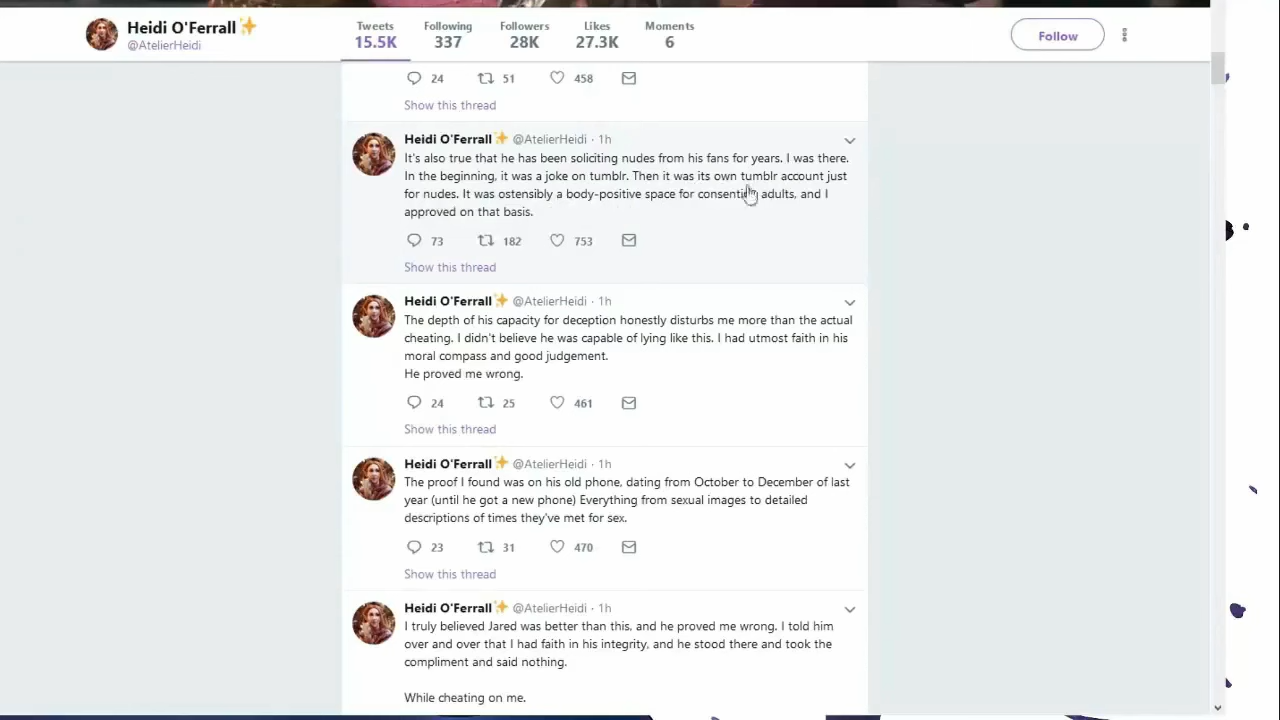 Heidi O'Ferrall✨
@AtelierHeidi
Tweets
15.5K
Following
337
Followers
28K
Likes
27.3K
Moments
6
Follow
24 51 458
Show this thread
Heidi O'Ferrall✨ @AtelierHeidi · 1h
It's also true that he has been soliciting nudes from his fans for years. I was there.
In the beginning, it was a joke on tumblr. Then it was its own tumblr account just
for nudes. It was ostensibly a body-positive space for consenting adults, and I
approved on that basis.
73 182 753
Show this thread
Heidi O'Ferrall✨ @AtelierHeidi · 1h
The depth of his capacity for deception honestly disturbs me more than the actual
cheating. I didn't believe he was capable of lying like this. I had utmost faith in his
moral compass and good judgement.
He proved me wrong.
24 25 461
Show this thread
Heidi O'Ferrall✨ @AtelierHeidi · 1h
The proof I found was on his old phone, dating from October to December of last
year (until he got a new phone) Everything from sexual images to detailed
descriptions of times they've met for sex.
23 31 470
Show this thread
Heidi O'Ferrall✨ @AtelierHeidi · 1h
I truly believed Jared was better than this, and he proved me wrong. I told him
over and over that I had faith in his integrity, and he stood there and took the
compliment and said nothing.
While cheating on me.